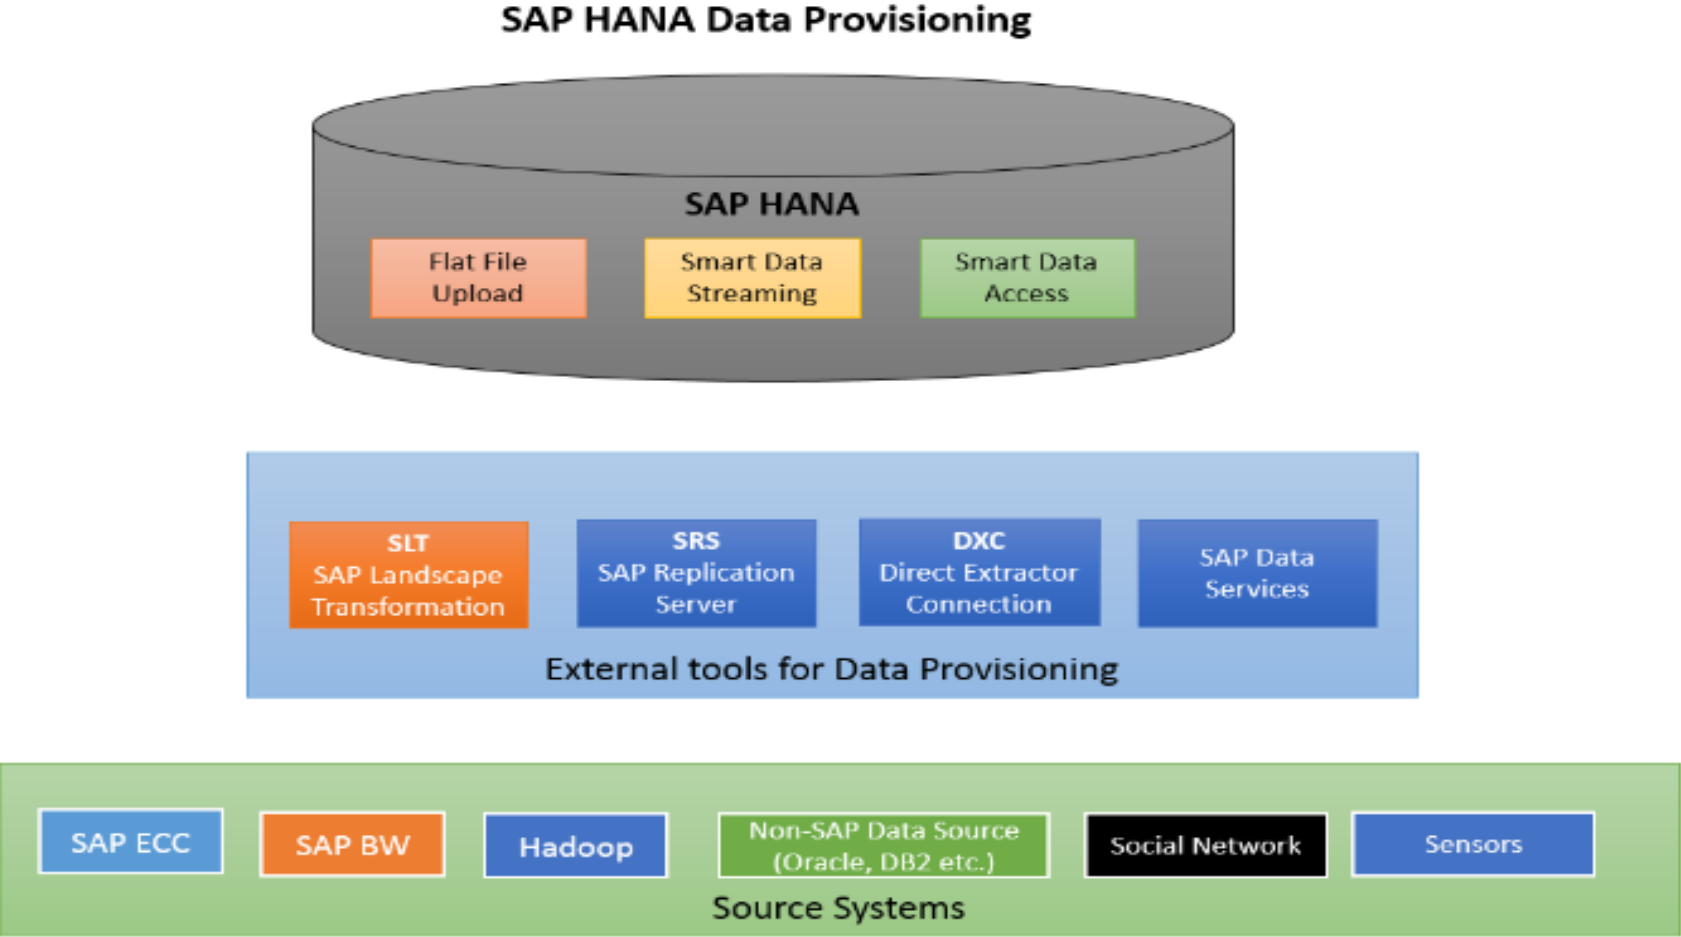 SAP HANA Data Provisioning
SAP HANA
Flat File
Upload
Smart Data
Streaming
Smart Data
Access
SLT
SAP Landscape
Transformation
SRS
SAP Replication
Server
DXC
Direct Extractor
Connection
SAP Data
Services
External tools for Data Provisioning
SAP ECC
SAP BW
Hadoop
Non-SAP Data Source
(Oracle, DB2 etc.)
Social Network
Sensors
Source Systems